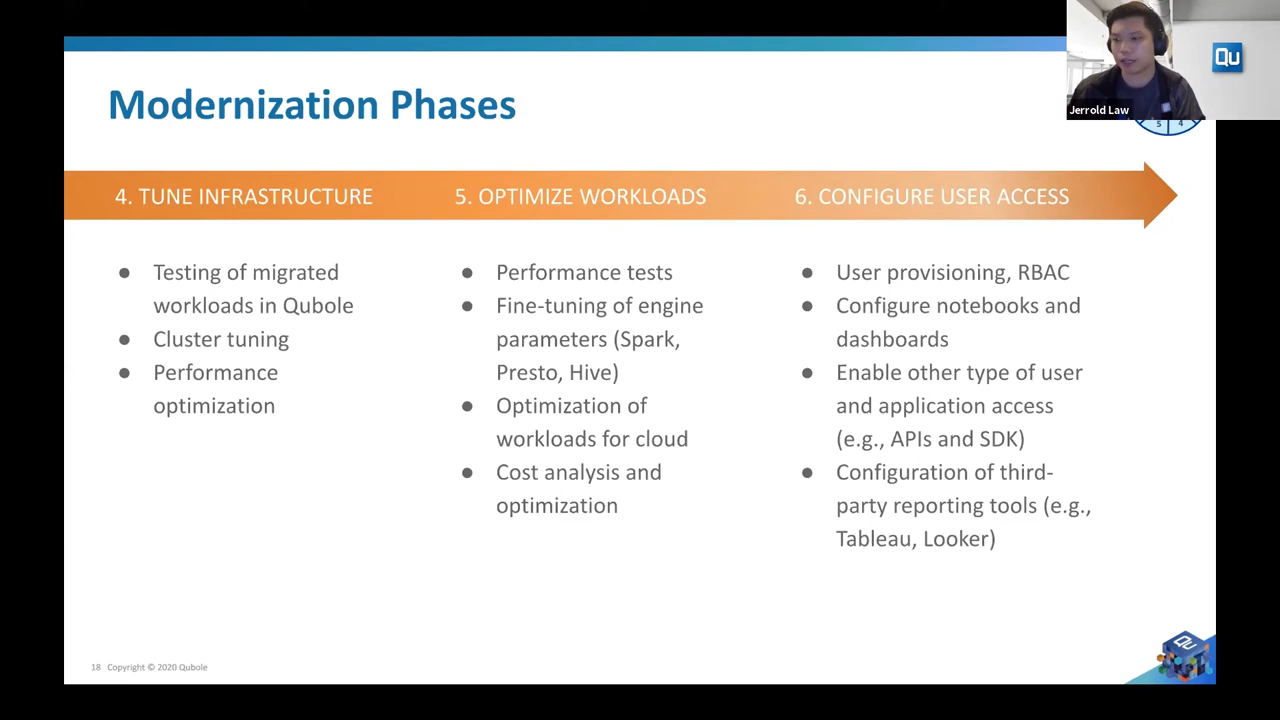 Modernization Phases
Qu
Jerrold Law
5 4
4. TUNE INFRASTRUCTURE
5. OPTIMIZE WORKLOADS
6. CONFIGURE USER ACCESS
● Testing of migrated
workloads in Qubole
● Cluster tuning
● Performance
optimization
● Performance tests
● Fine-tuning of engine
parameters (Spark,
Presto, Hive)
● Optimization of
workloads for cloud
● Cost analysis and
optimization
● User provisioning, RBAC
● Configure notebooks and
dashboards
● Enable other type of user
and application access
(e.g., APIs and SDK)
● Configuration of third-
party reporting tools (e.g.,
Tableau, Looker)
18 Copyright © 2020 Qubole
Qu